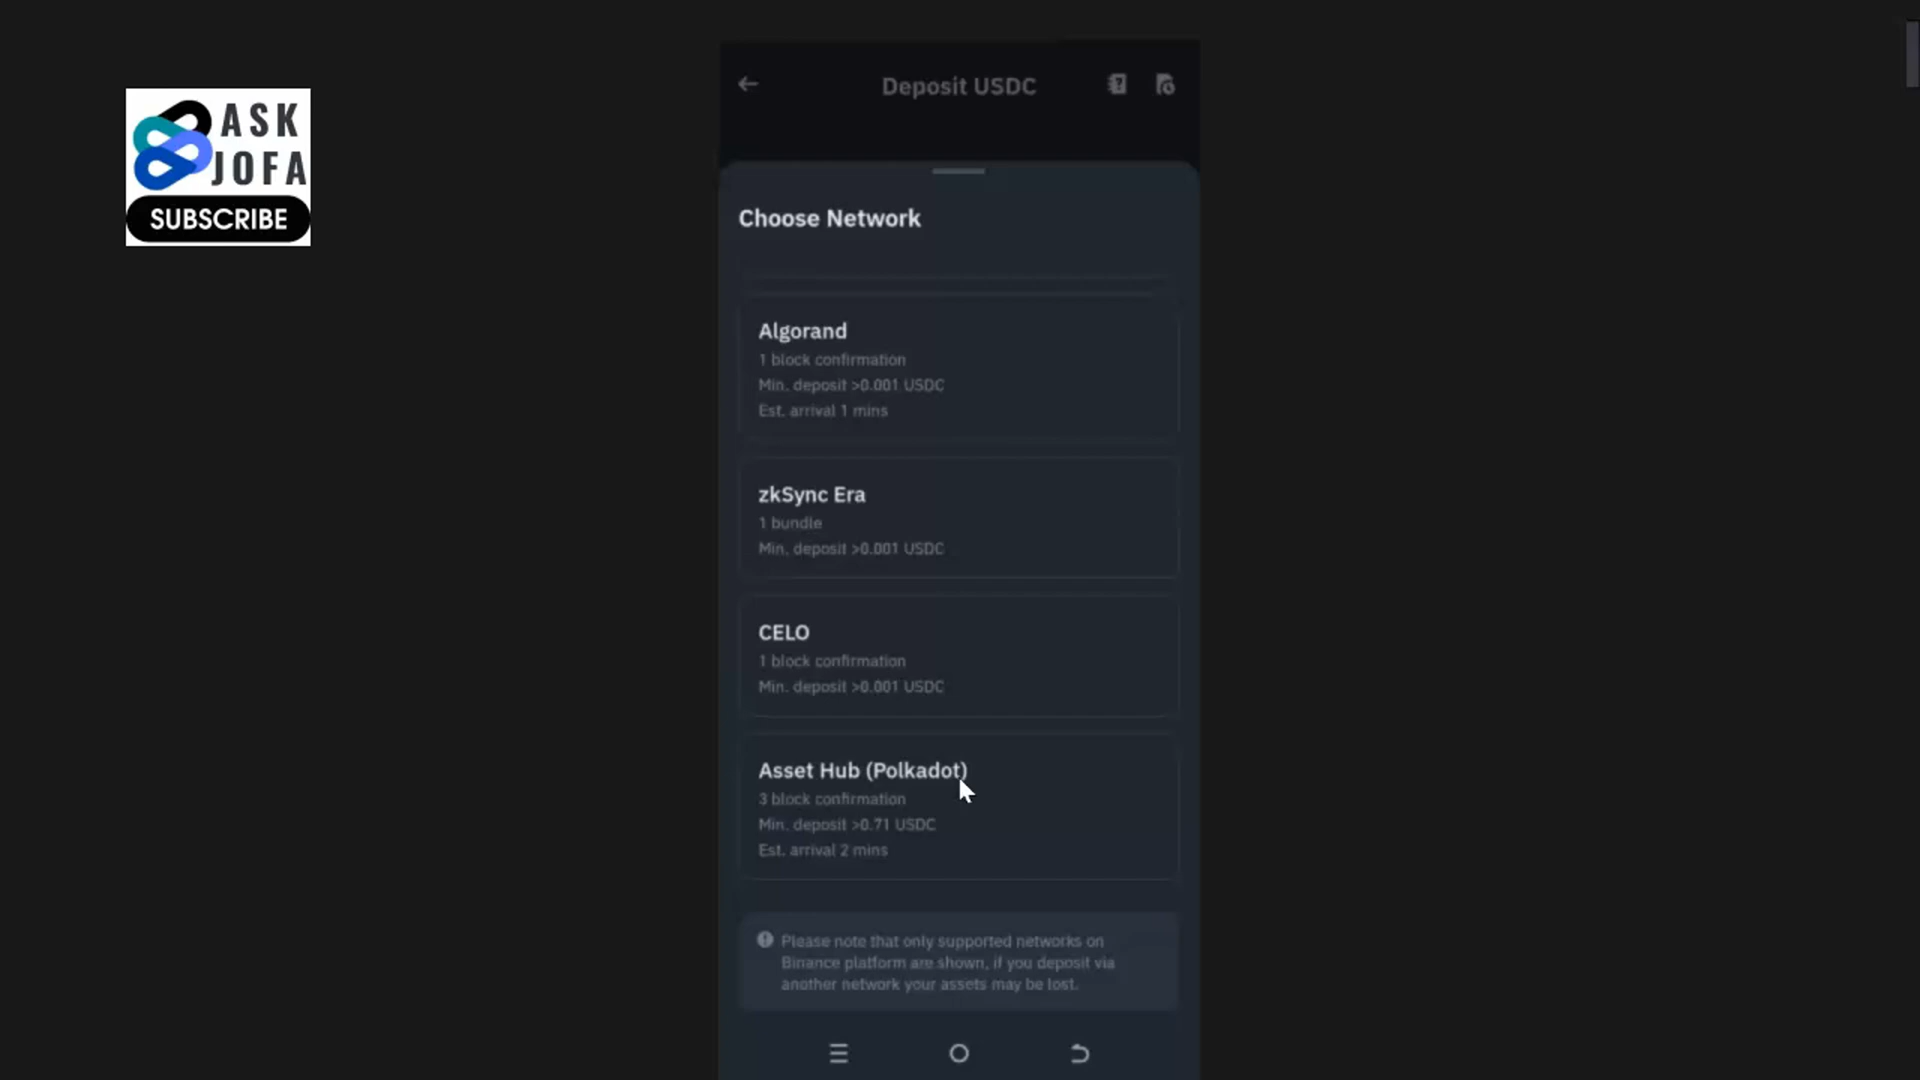 ASK
JOFA
SUBSCRIBE
Deposit USDC
Choose Network
Algorand
1 block confirmation
Min. deposit >0.001 USDC
Est. arrival 1 mins
zkSync Era
1 bundle
Min. deposit >0.001 USDC
CELO
1 block confirmation
Min. deposit >0.001 USDC
Asset Hub (Polkadot)
3 block confirmation
Min. deposit >0.71 USDC
Est. arrival 2 mins
Please note that only supported networks on
Binance platform are shown, if you deposit via
another network your assets may be lost.